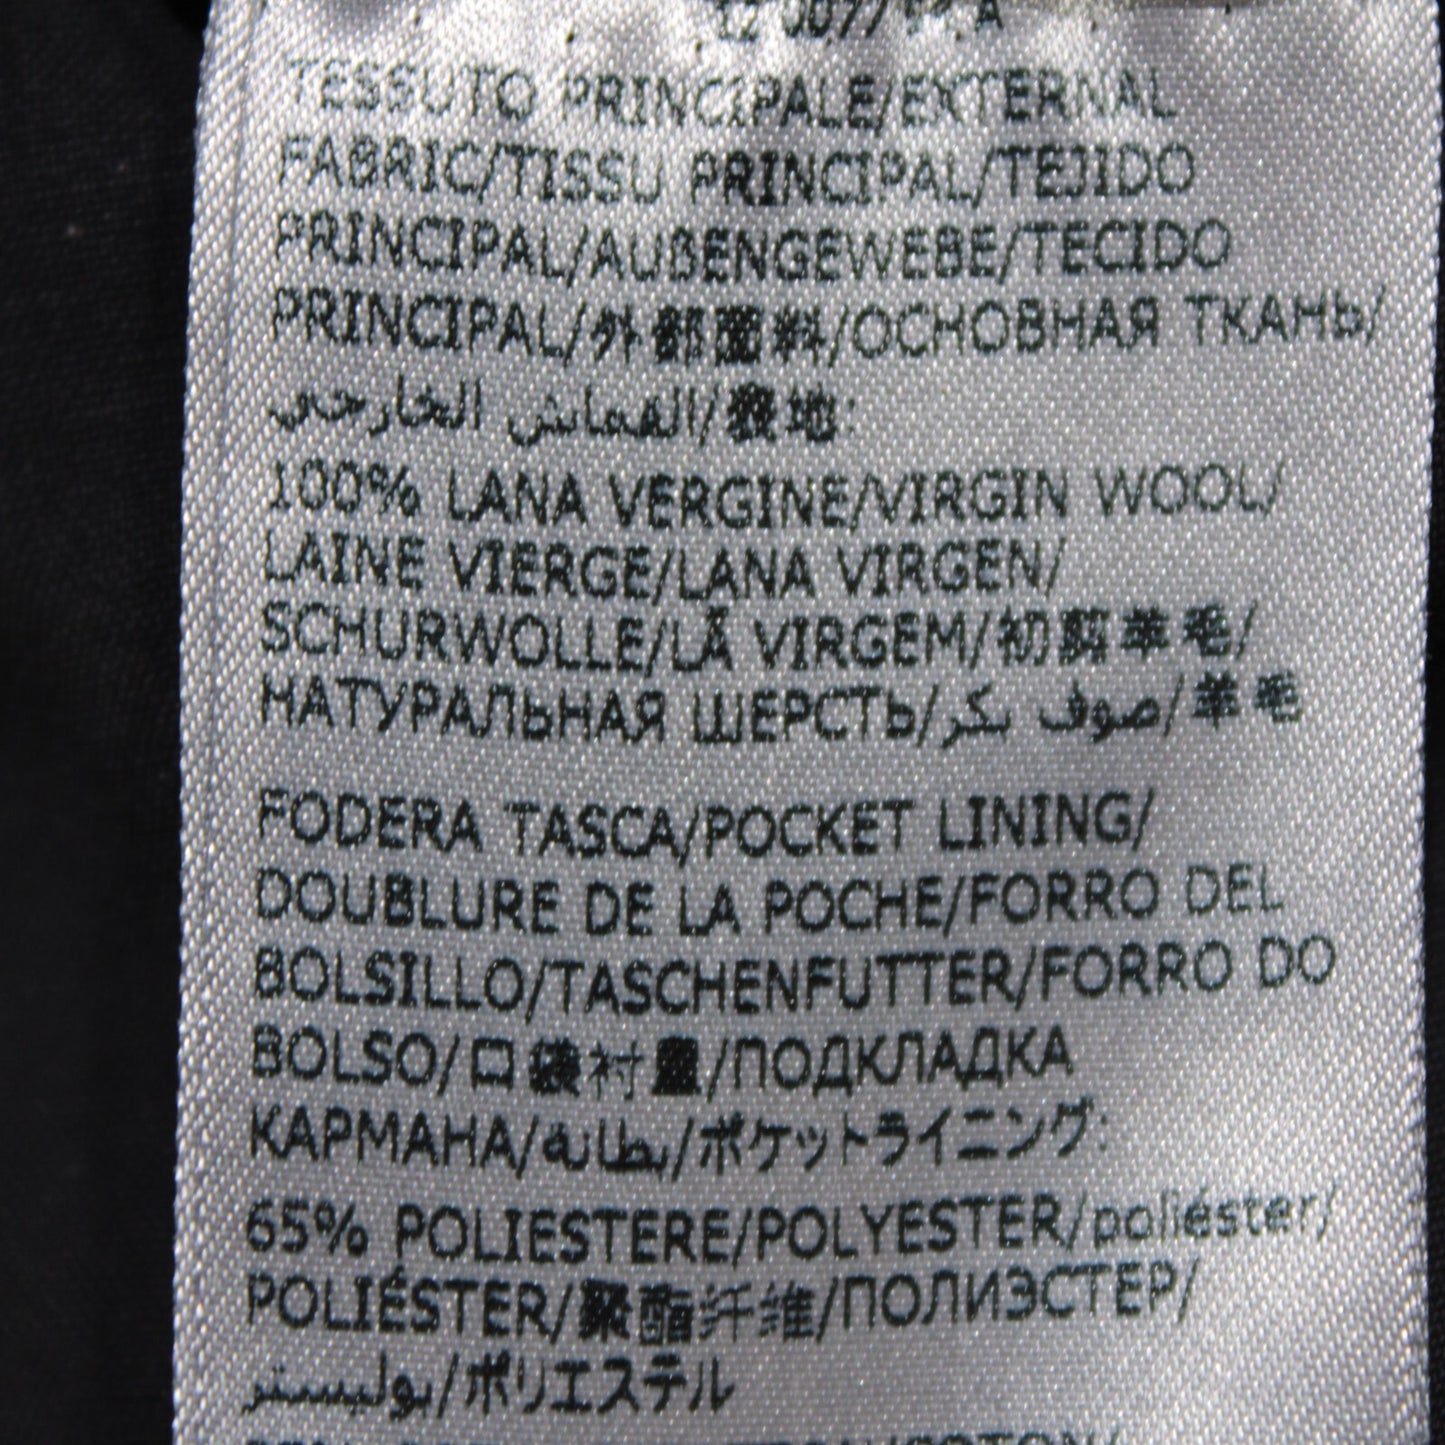 TESSUTO PRINCIPALE/EXTERNAL
FABRIC/TISSU PRINCIPAL/TEJIDO
PRINCIPAL/AUßENGEWEBE/TECIDO
PRINCIPAL/外部面料/ОСНОВНАЯ ТКАНЬ/
القماش الخارجي/表地:
100% LANA VERGINE/VIRGIN WOOL/
LAINE VIERGE/LANA VIRGEN/
SCHURWOLLE/LÃ VIRGEM/初剪羊毛/
НАТУРАЛЬНАЯ ШЕРСТЬ/صوف بكر/羊毛
FODERA TASCA/POCKET LINING/
DOUBLURE DE LA POCHE/FORRO DEL
BOLSILLO/TASCHENFUTTER/FORRO DO
BOLSO/口袋衬里/ПОДКЛАДКА
КАРМАНА/بطانة/ポケットライニング:
65% POLIESTERE/POLYESTER/poliéster/
POLIÉSTER/聚酯纤维/ПОЛИЭСТЕР/
بوليستر/ポリエステル